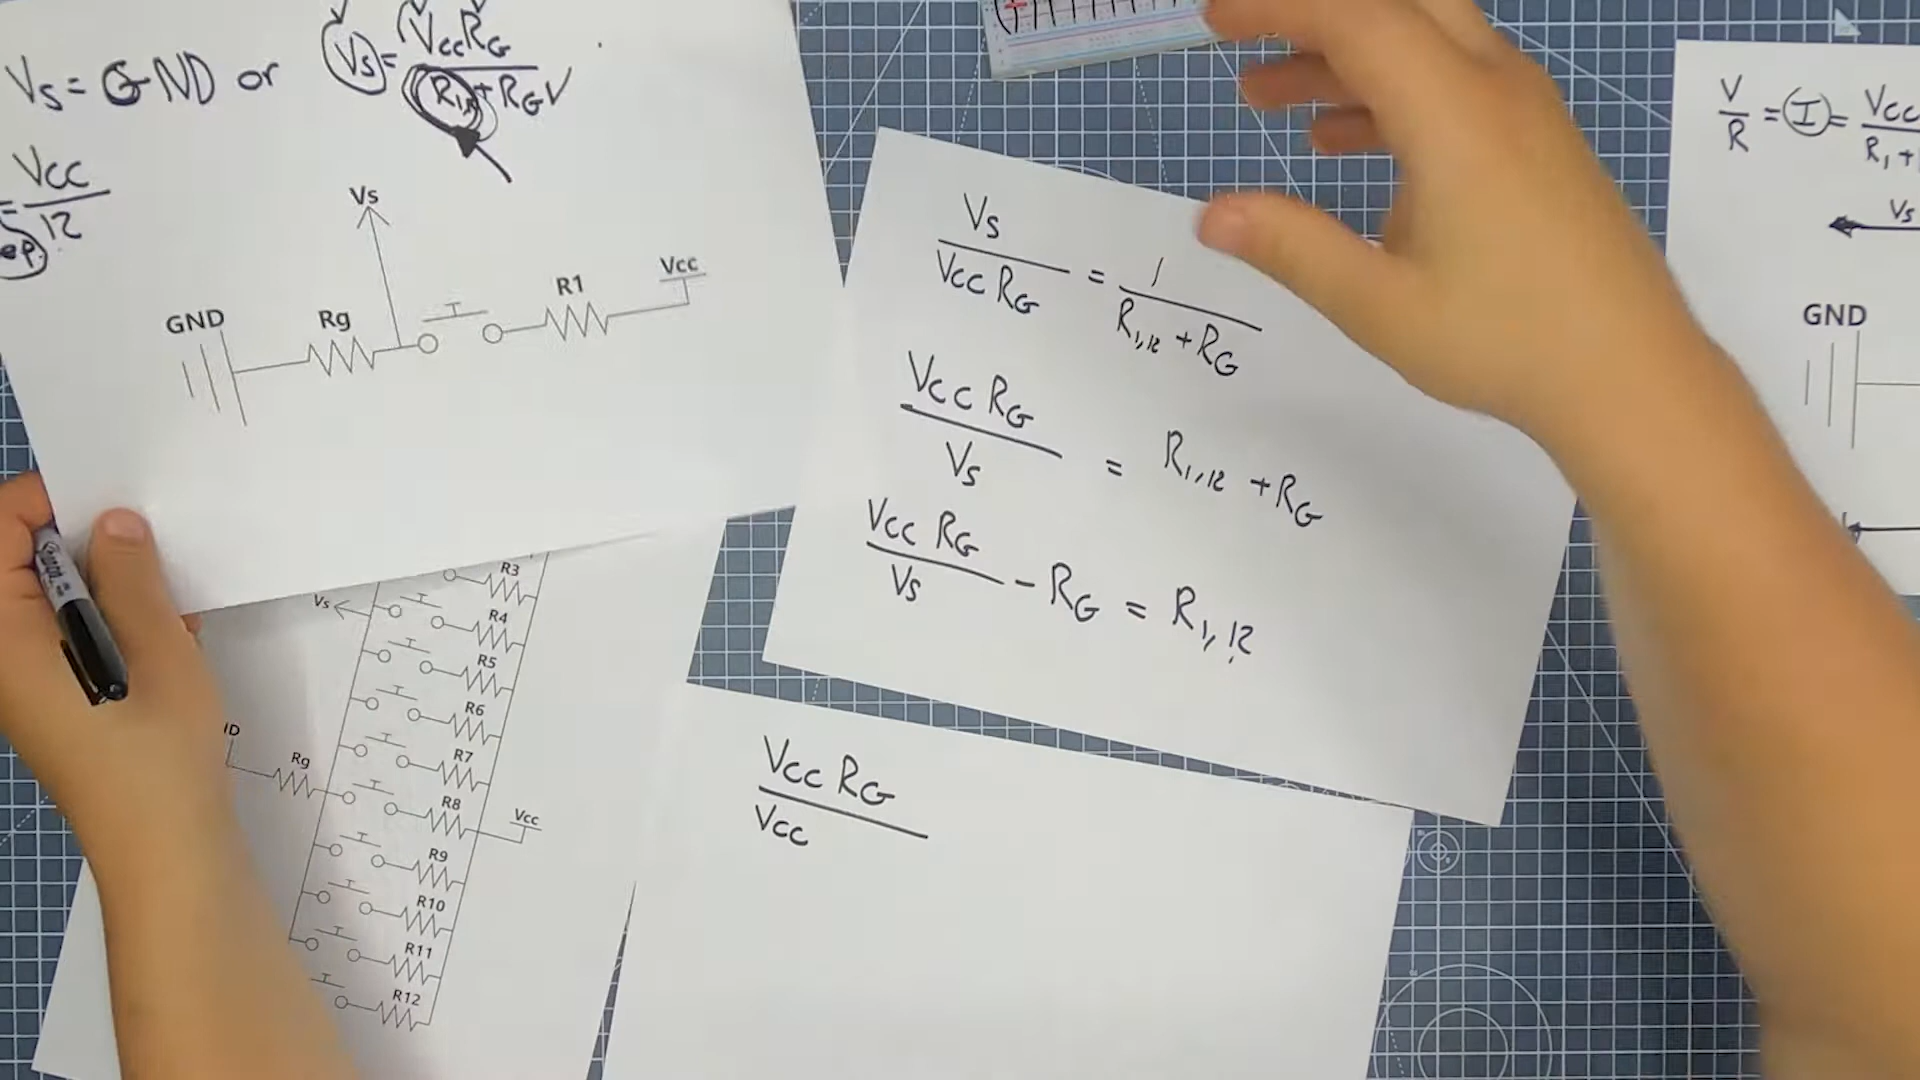 Vs = GND or Vs = VccRG
R1,12 + RG V
= VCC
12
ep.
Vs
GND
Rg
R1
Vcc
R3
Vs
R4
R5
R6
R7
Rg
R8
Vcc
R9
R10
R11
R12
Vs
VCC RG
= 1
R1,12 + RG
VCC RG
Vs
= R1,12 + RG
VCC RG
Vs
- RG = R1,12
VCC RG
VCC
V
R
= I = VCC
R1 +
Vs
GND